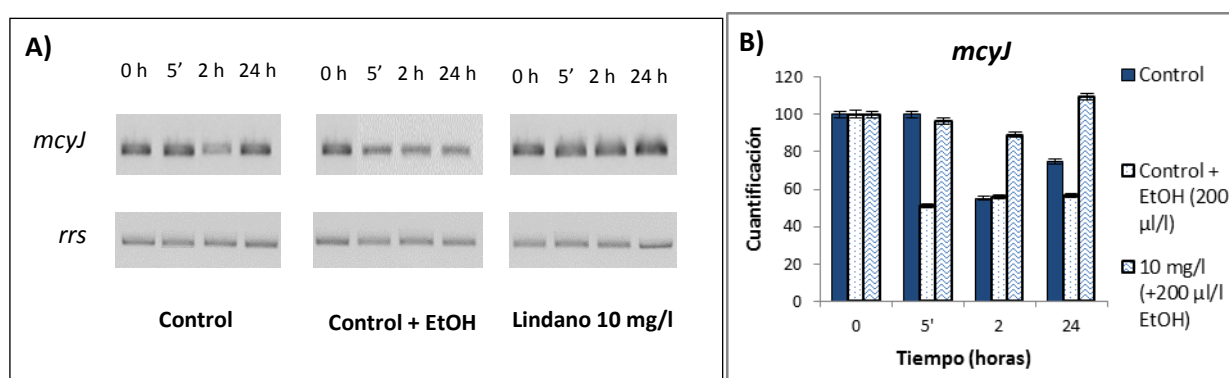 A)
0 h 5’ 2 h 24 h
0 h 5’ 2 h 24 h
0 h 5’ 2 h 24 h
mcyJ
rrs
Control
Control + EtOH
Lindano 10 mg/l
B)
mcyJ
120
100
80
60
40
20
0
Cuantificación
0 5' 2 24
Tiempo (horas)
Control
Control +
EtOH (200
µl/l)
10 mg/l
(+200 µl/l
EtOH)